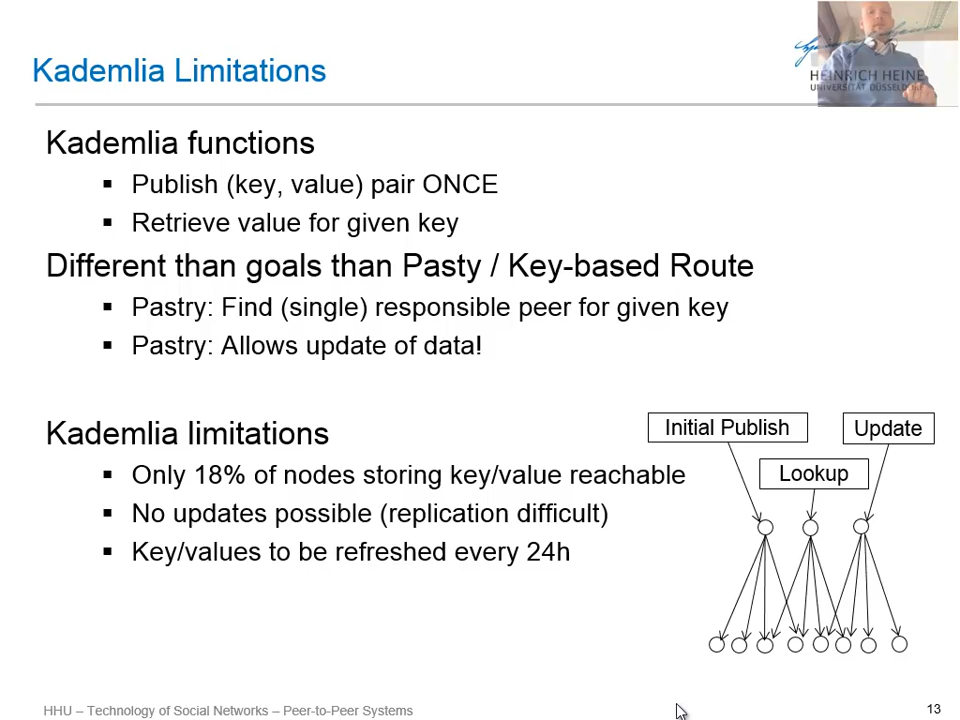 Kademlia Limitations
HEINRICH HEINE
UNIVERSITÄT DÜSSELDORF
Kademlia functions
Publish (key, value) pair ONCE
Retrieve value for given key
Different than goals than Pasty / Key-based Route
Pastry: Find (single) responsible peer for given key
Pastry: Allows update of data!
Kademlia limitations
Only 18% of nodes storing key/value reachable
No updates possible (replication difficult)
Key/values to be refreshed every 24h
Initial Publish
Update
Lookup
HHU – Technology of Social Networks – Peer-to-Peer Systems
13